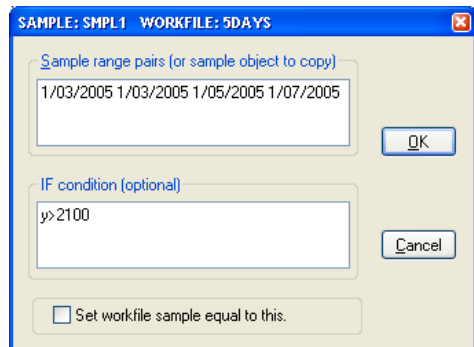 SAMPLE: SMPL1 WORKFILE: 5DAYS
Sample range pairs (or sample object to copy)
1/03/2005 1/03/2005 1/05/2005 1/07/2005
OK
IF condition (optional)
y>2100
Cancel
Set workfile sample equal to this.